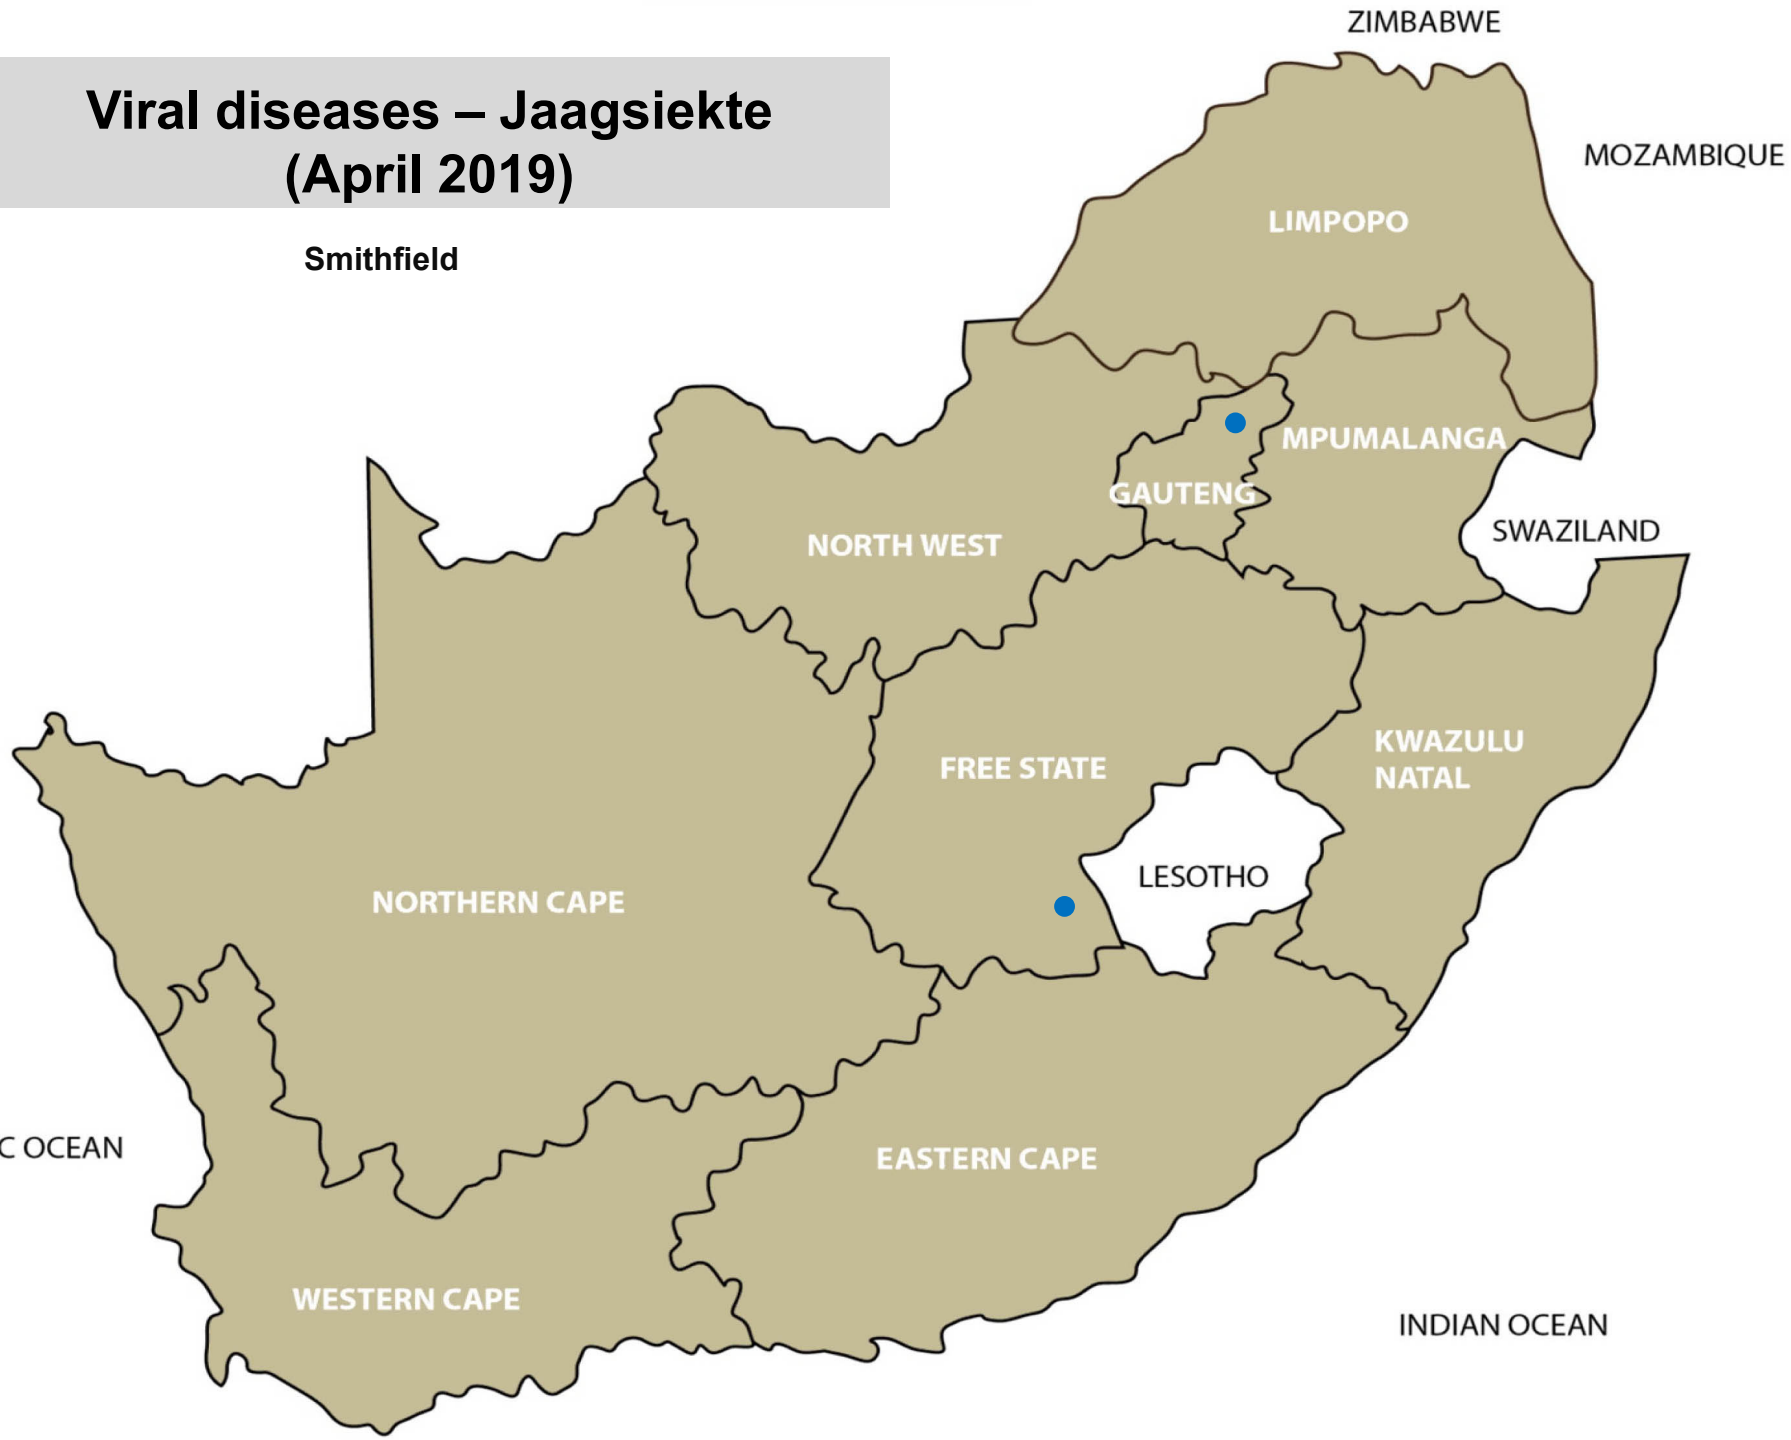 ZIMBABWE
Viral diseases – Jaagsiekte
(April 2019)
MOZAMBIQUE
LIMPOPO
Smithfield
MPUMALANGA
GAUTENG
SWAZILAND
NORTH WEST
KWAZULU
NATAL
FREE STATE
LESOTHO
NORTHERN CAPE
C OCEAN
EASTERN CAPE
WESTERN CAPE
INDIAN OCEAN